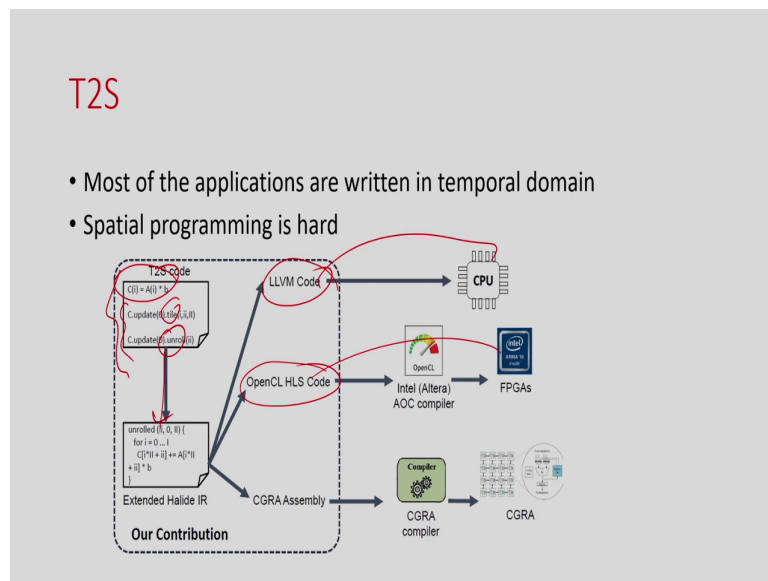 T2S
• Most of the applications are written in temporal domain
• Spatial programming is hard
T2S code
C(i) = A(i) * b
C.update(0).tile(i,ii,II)
C.update(0).unroll(ii)
unrolled (ii, 0, II) {
for i = 0 ... I
C[i*II + ii] += A[i*II
+ ii] * b
}
Extended Halide IR
Our Contribution
LLVM Code
OpenCL HLS Code
CGRA Assembly
CPU
OpenCL
Intel (Altera)
AOC compiler
intel
ARRIA 10
FPGAs
Compiler
CGRA
compiler
CGRA